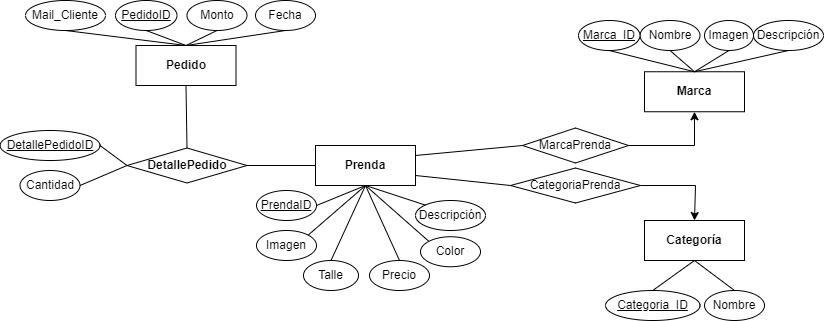 Mail_Cliente
PedidoID
Monto
Fecha
Pedido
Marca_ID
Nombre
Imagen
Descripción
Marca
DetallePedidoID
Cantidad
DetallePedido
Prenda
MarcaPrenda
CategoriaPrenda
PrendaID
Imagen
Talle
Precio
Color
Descripción
Categoría
Categoria_ID
Nombre